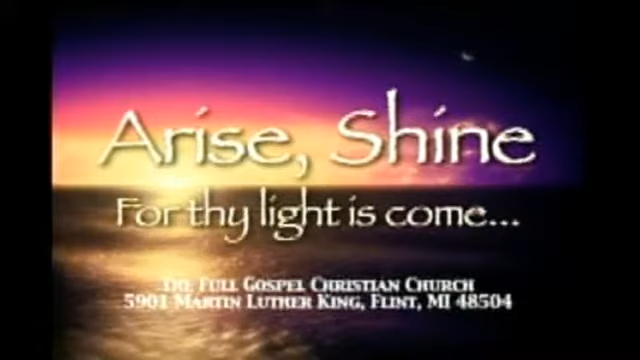 Arise, Shine
For thy light is come...
The Full Gospel Christian Church
5901 Martin Luther King, Flint, MI 48504